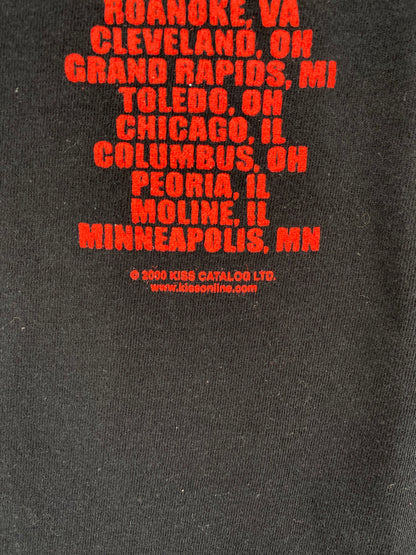 ROANOKE, VA
CLEVELAND, OH
GRAND RAPIDS, MI
TOLEDO, OH
CHICAGO, IL
COLUMBUS, OH
PEORIA, IL
MOLINE, IL
MINNEAPOLIS, MN
© 2000 KISS CATALOG LTD.
www.kissonline.com